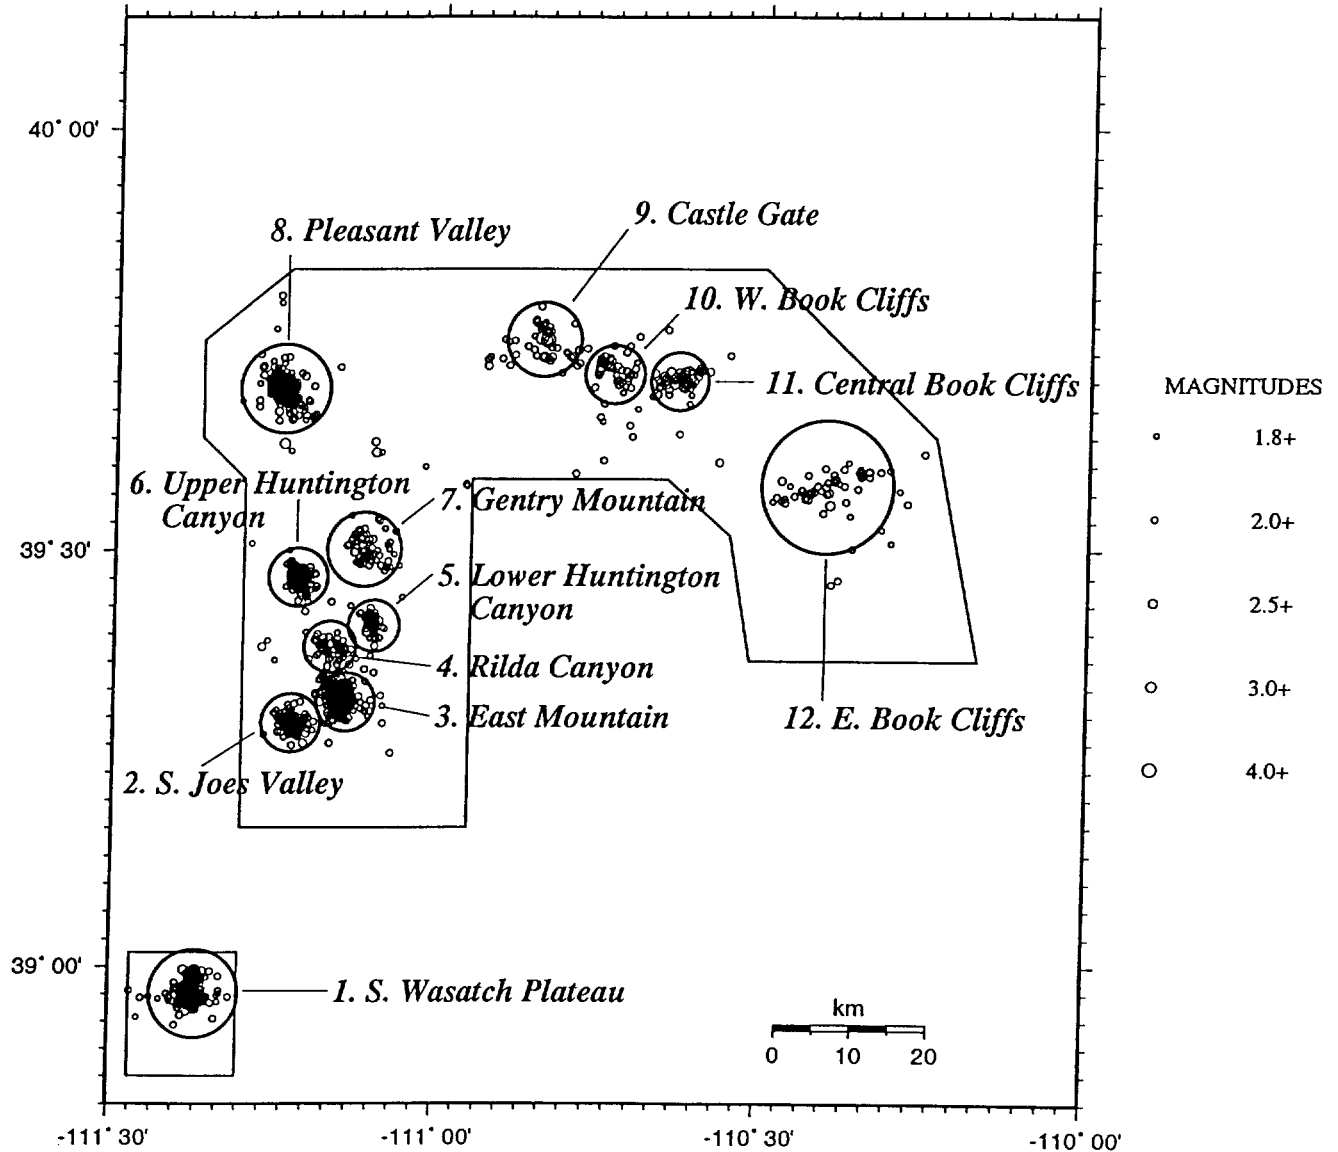 40° 00'
9. Castle Gate
8. Pleasant Valley
10. W. Book Cliffs
11. Central Book Cliffs
MAGNITUDES
1.8+
6. Upper Huntington
Canyon
7. Gentry Mountain
2.0+
39° 30'
5. Lower Huntington
Canyon
2.5+
4. Rilda Canyon
3.0+
3. East Mountain
12. E. Book Cliffs
4.0+
2. S. Joes Valley
39° 00'
1. S. Wasatch Plateau
km
0 10 20
-111° 30' -111° 00' -110° 30' -110° 00'